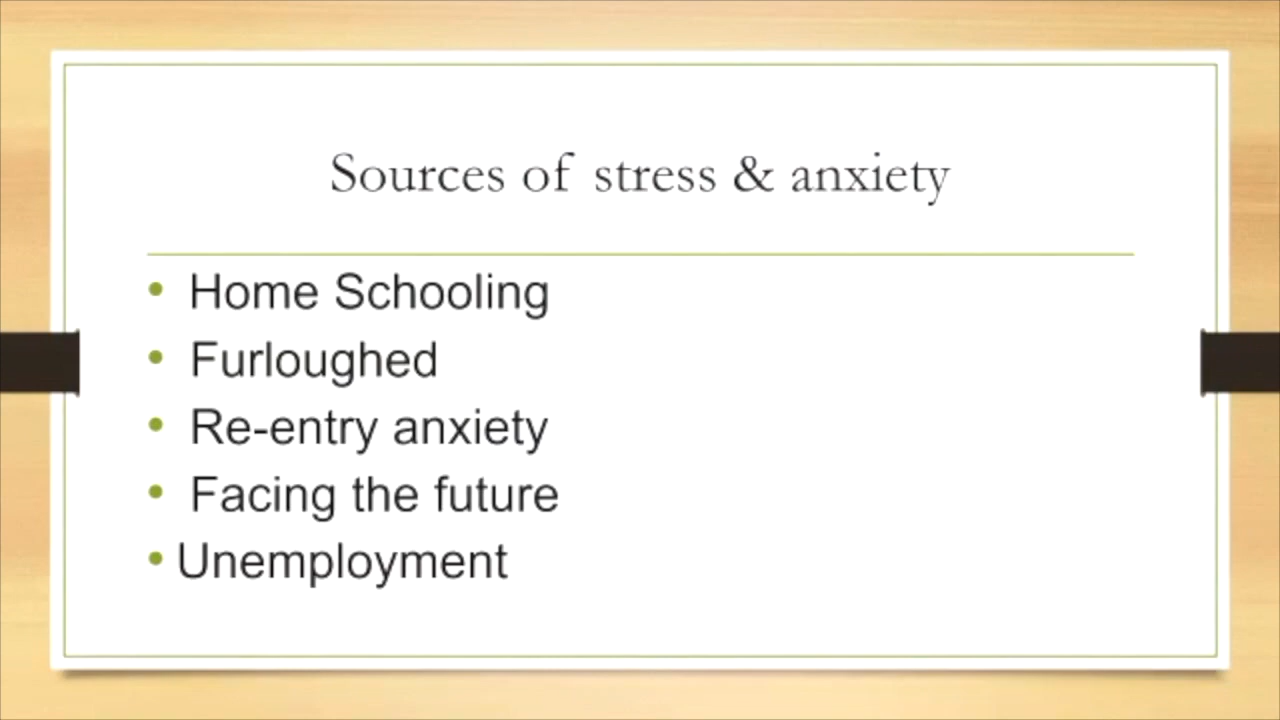 Sources of stress & anxiety
• Home Schooling
• Furloughed
• Re-entry anxiety
• Facing the future
• Unemployment